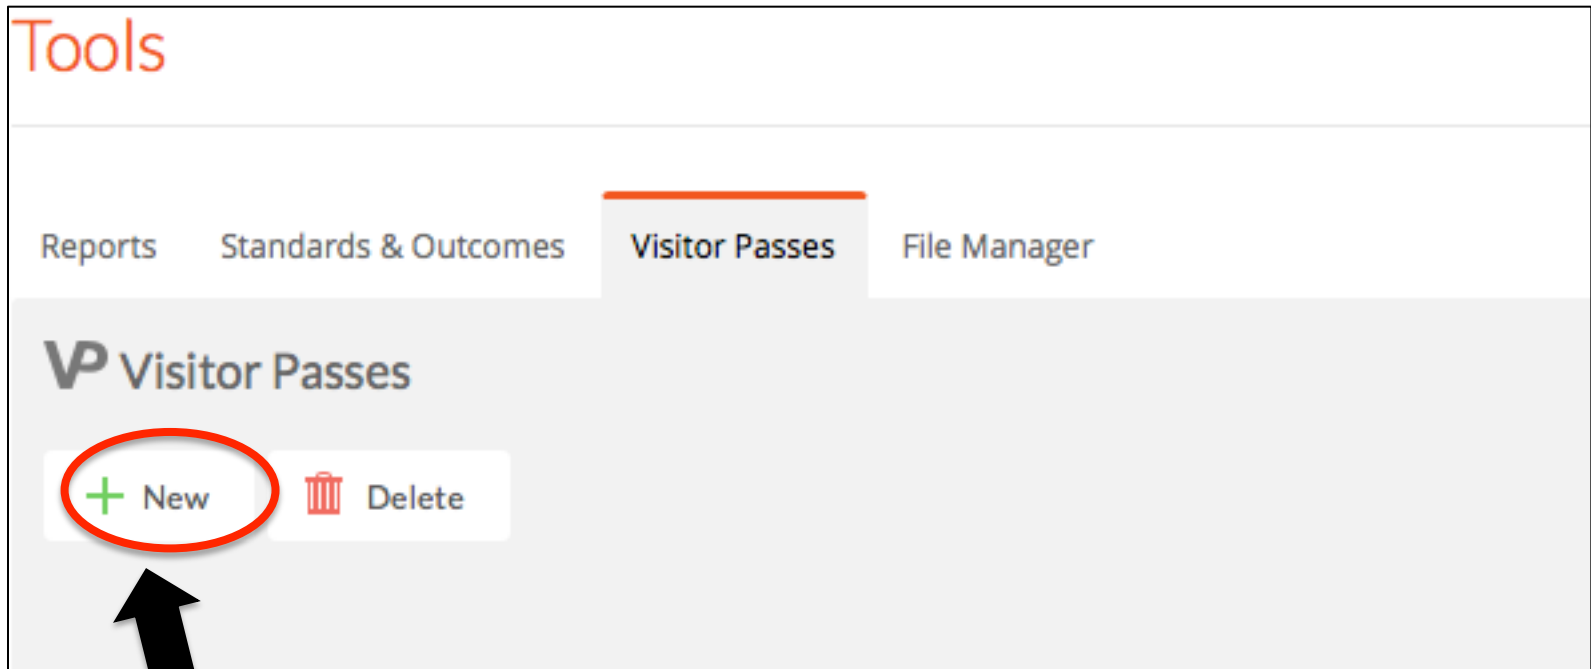 Tools
Reports Standards & Outcomes Visitor Passes File Manager
VP Visitor Passes
New Delete